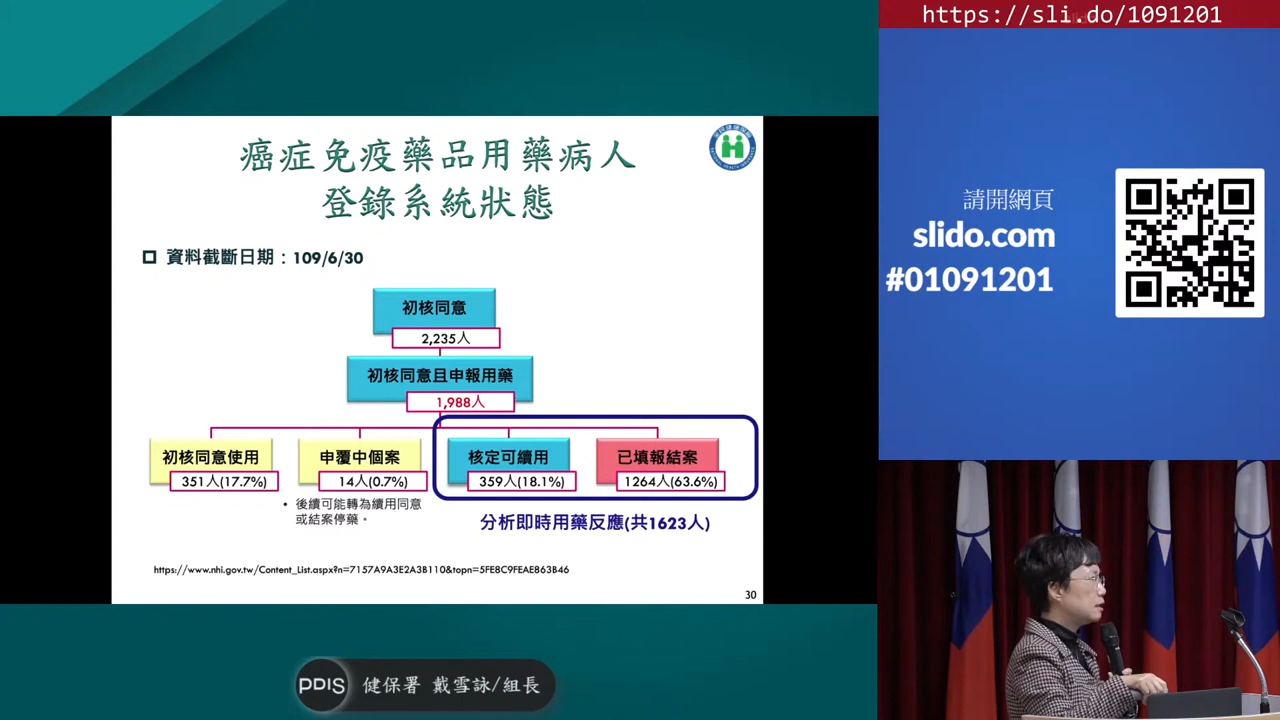 https://sli.do/1091201
癌症免疫藥品用藥病人
登錄系統狀態
資料截斷日期：109/6/30
初核同意
2,235人
初核同意且申報用藥
1,988人
初核同意使用
351人(17.7%)
申覆中個案
14人(0.7%)
核定可續用
359人(18.1%)
已填報結案
1264人(63.6%)
• 後續可能轉為續用同意
或結案停藥。
分析即時用藥反應(共1623人)
https://www.nhi.gov.tw/Content_List.aspx?n=7157A9A3E2A3B110&topn=5FE8C9FEAE863B46
30
請開網頁
slido.com
#01091201
PDIS 健保署 戴雪詠/組長